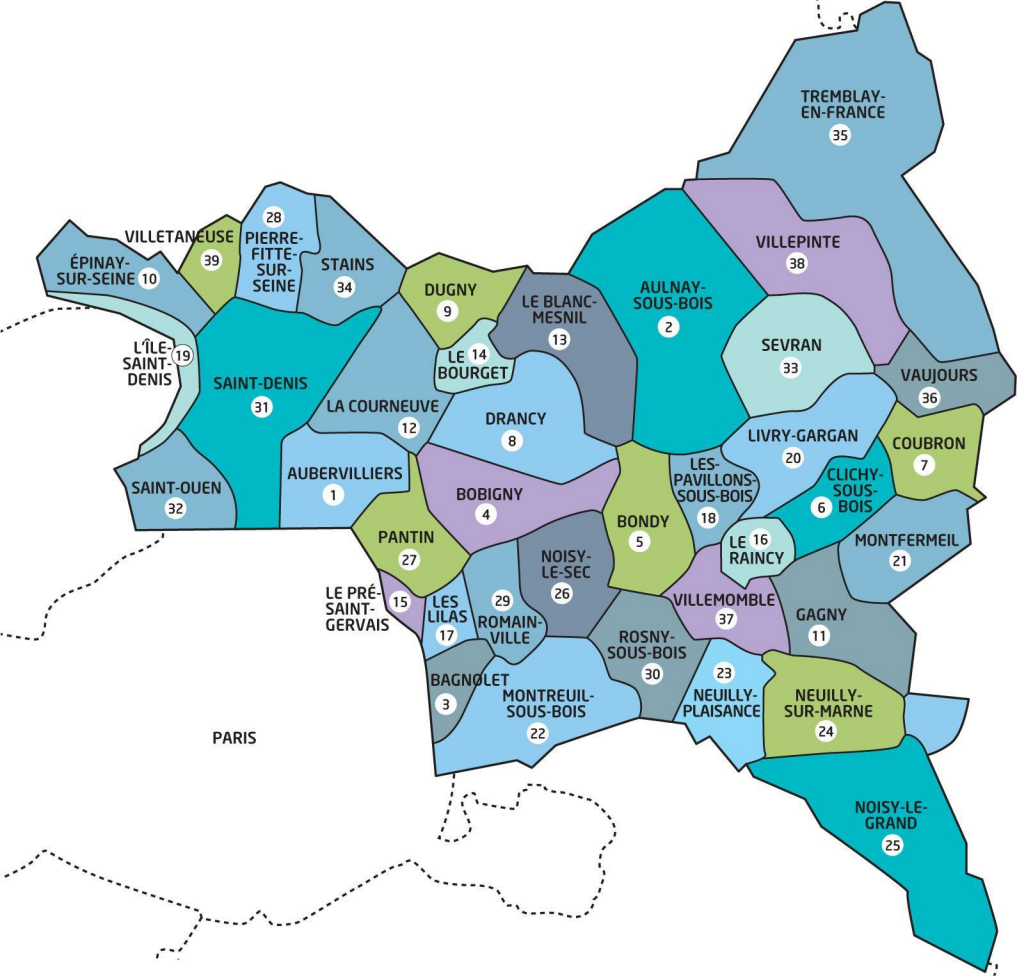 TREMBLAY-
EN-FRANCE
35
28
PIERRE-
FITTE-
SUR-
SEINE
VILLETANEUSE
39
ÉPINAY-
SUR-SEINE 10
STAINS
34
VILLEPINTE
38
DUGNY
9
LE BLANC-
MESNIL
13
AULNAY-
SOUS-BOIS
2
L'ÎLE-
SAINT-
DENIS
19
LE 14
BOURGET
SEVRAN
33
SAINT-DENIS
31
VAUJOURS
36
LA COURNEUVE
12
DRANCY
8
LIVRY-GARGAN
20
COUBRON
7
AUBERVILLIERS
1
SAINT-OUEN
32
BOBIGNY
4
LES-
PAVILLONS-
SOUS-BOIS
18
CLICHY-
SOUS-
BOIS
6
BONDY
5
PANTIN
27
LE 16
RAINCY
MONTFERMEIL
21
NOISY-
LE-SEC
26
LE PRÉ-
SAINT-
GERVAIS
15
LES
LILAS
17
29
ROMAIN-
VILLE
VILLEMOMBLE
37
GAGNY
11
ROSNY-
SOUS-BOIS
30
BAGNOLET
3
MONTREUIL-
SOUS-BOIS
22
23
NEUILLY-
PLAISANCE
NEUILLY-
SUR-MARNE
24
PARIS
NOISY-LE-
GRAND
25